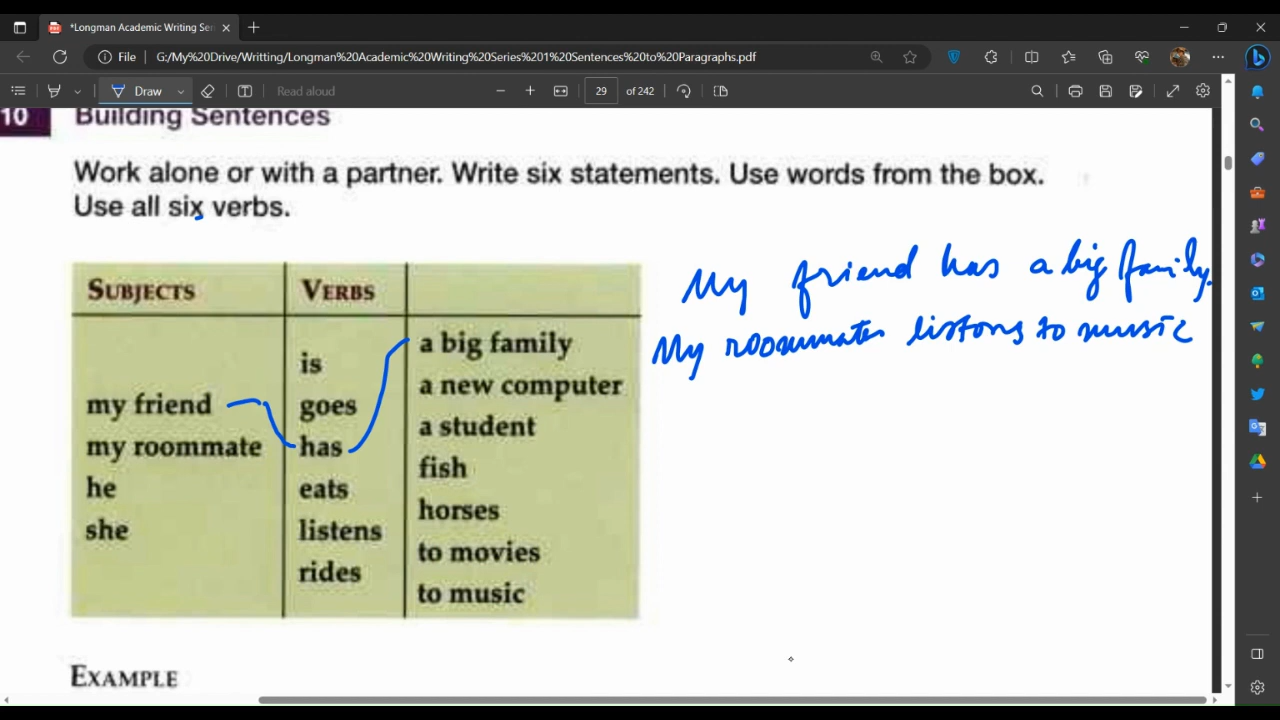 *Longman Academic Writing Ser
File
G:/My%20Drive/Writting/Longman%20Academic%20Writing%20Series%201%20Sentences%20to%20Paragraphs.pdf
Draw
Read aloud
29
of 242
10 Building Sentences
Work alone or with a partner. Write six statements. Use words from the box.
Use all six verbs.
SUBJECTS VERBS
my friend
my roommate
he
she
is
goes
has
eats
listens
rides
a big family
a new computer
a student
fish
horses
to movies
to music
My friend has a big family.
My roommates listens to music
EXAMPLE